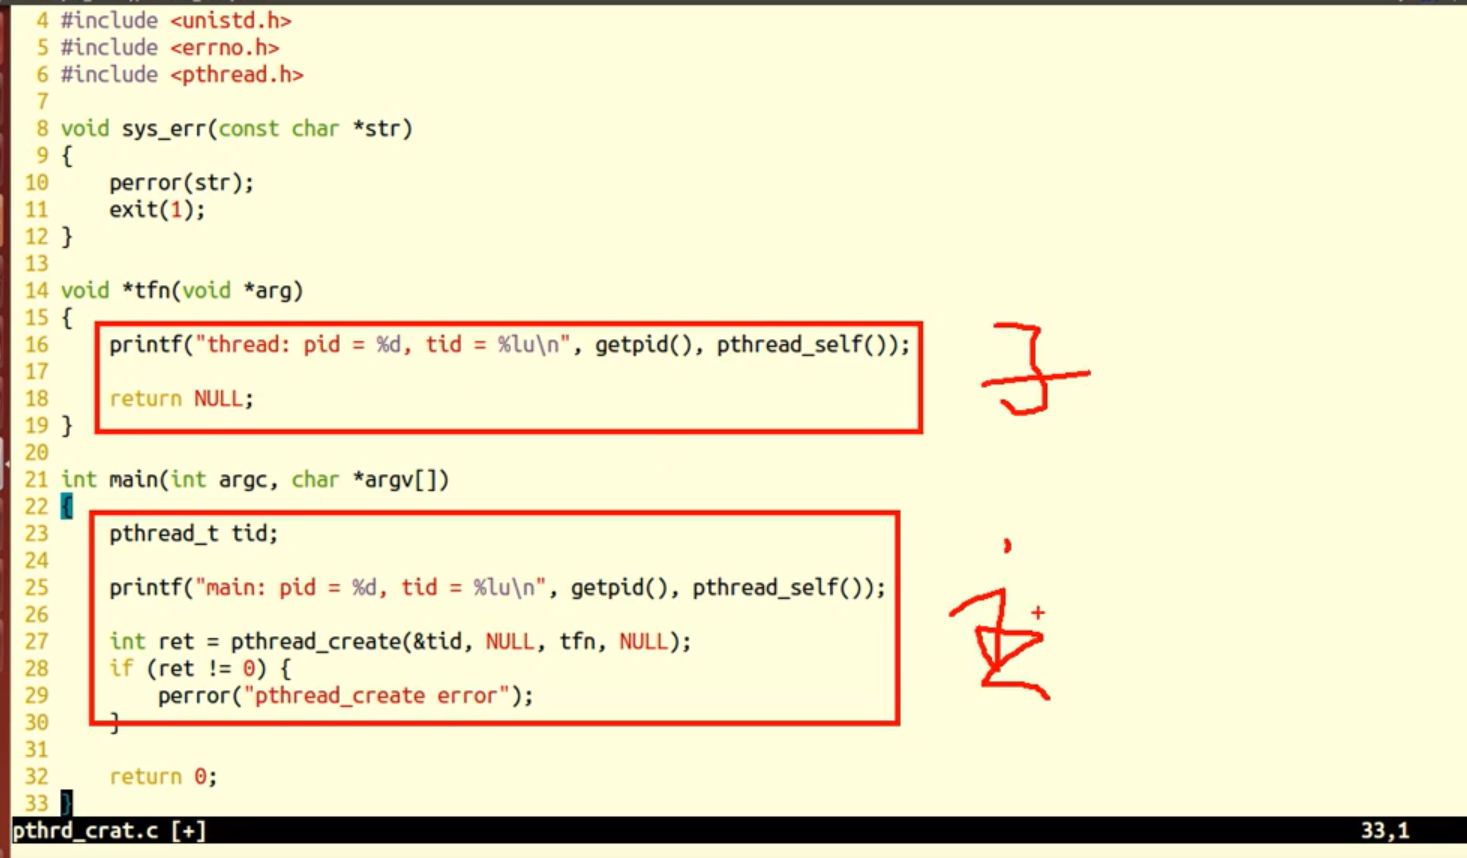 4 #include <unistd.h>
5 #include <errno.h>
6 #include <pthread.h>
7
8 void sys_err(const char *str)
9 {
10     perror(str);
11     exit(1);
12 }
13
14 void *tfn(void *arg)
15 {
16     printf("thread: pid = %d, tid = %lu\n", getpid(), pthread_self());
17
18     return NULL;
19 }
子
20
21 int main(int argc, char *argv[])
22 {
23     pthread_t tid;
24
25     printf("main: pid = %d, tid = %lu\n", getpid(), pthread_self());
26
27     int ret = pthread_create(&tid, NULL, tfn, NULL);
28     if (ret != 0) {
29         perror("pthread_create error");
30     }
31
32     return 0;
33 }
pthrd_crat.c [+] 33,1